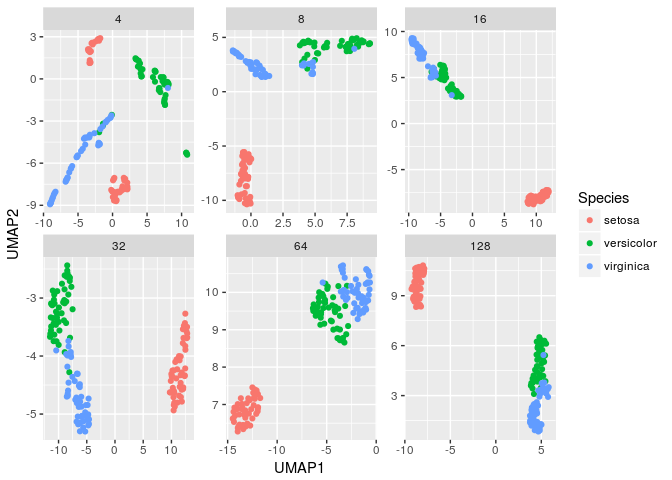 4 8 16
3
0
-3
-6
-9
-10 -5 0 5 10
5
0
-5
-10
0.0 2.5 5.0 7.5
10
5
0
-5
-10 -5 0 5 10
UMAP2
Species
setosa
versicolor
virginica
32 64 128
-3
-4
-5
-10 -5 0 5 10
10
9
8
7
-15 -10 -5 0
9
6
3
-10 -5 0 5
UMAP1